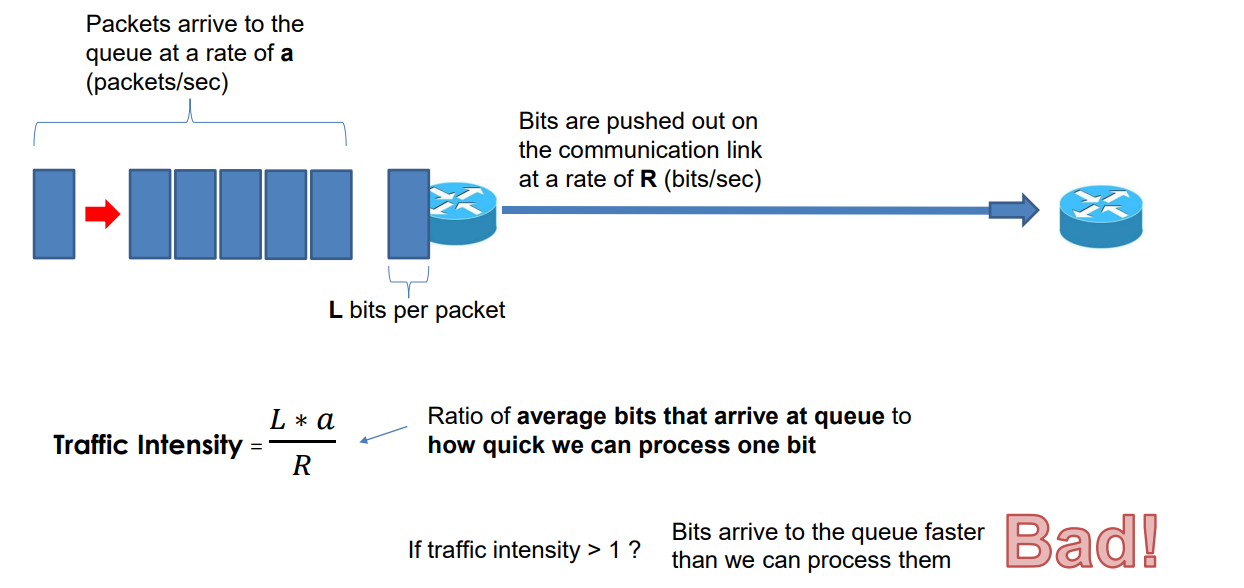 Packets arrive to the
queue at a rate of a
(packets/sec)
Bits are pushed out on
the communication link
at a rate of R (bits/sec)
L bits per packet
Traffic Intensity = L * a / R
Ratio of average bits that arrive at queue to
how quick we can process one bit
If traffic intensity > 1 ?
Bits arrive to the queue faster
than we can process them
Bad!